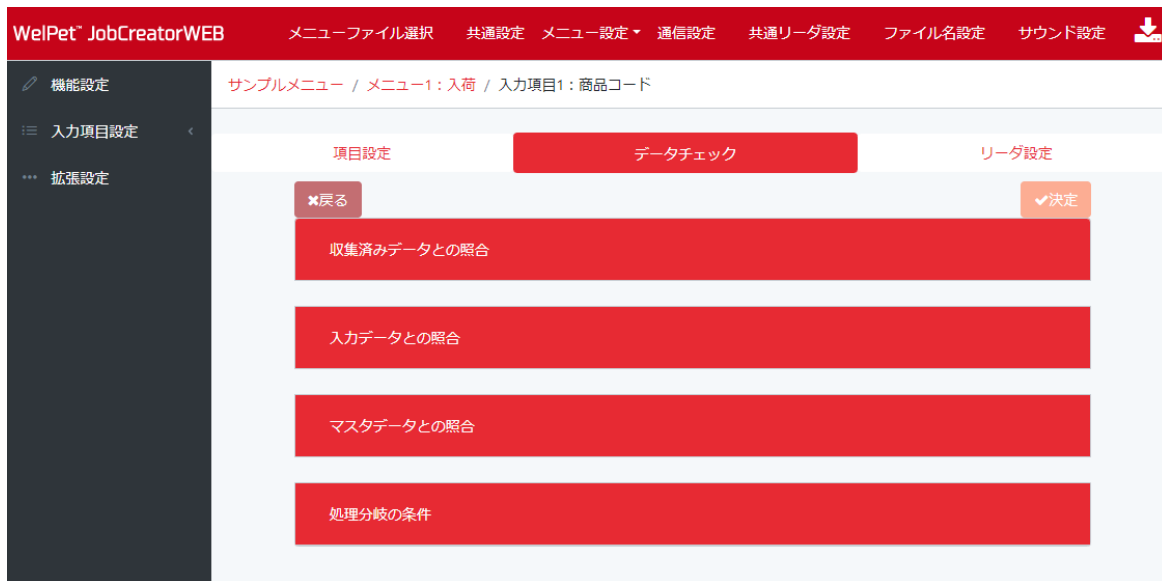 WelPet™ JobCreatorWEB メニューファイル選択 共通設定 メニュー設定 通信設定 共通リーダ設定 ファイル名設定 サウンド設定
機能設定
サンプルメニュー / メニュー1：入荷 / 入力項目1：商品コード
入力項目設定
項目設定 データチェック リーダ設定
拡張設定
✖戻る ✔決定
収集済みデータとの照合
入力データとの照合
マスタデータとの照合
処理分岐の条件